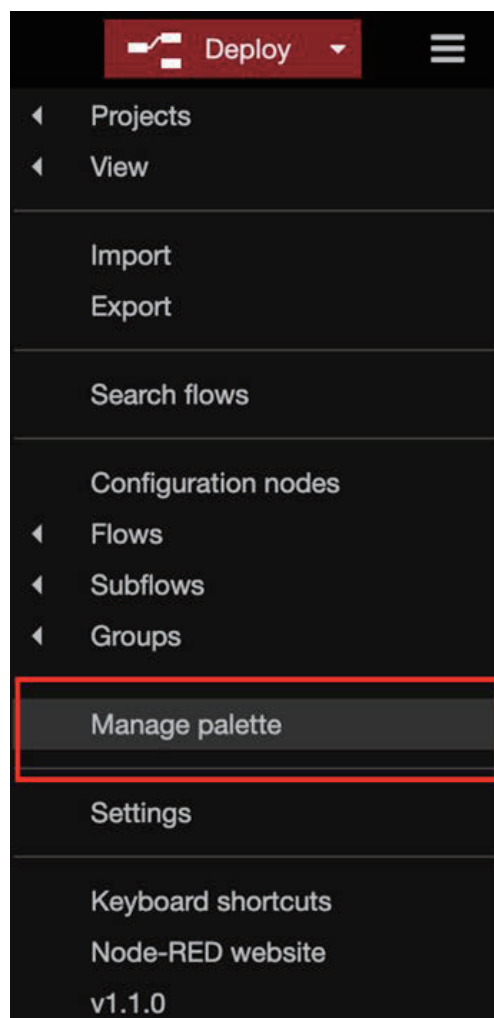 Deploy
Projects
View
Import
Export
Search flows
Configuration nodes
Flows
Subflows
Groups
Manage palette
Settings
Keyboard shortcuts
Node-RED website
v1.1.0